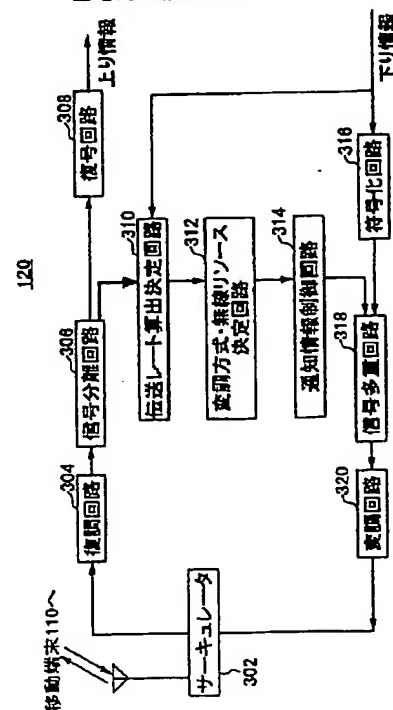 120
移動端末110へ
サーキュレータ
302
304
復調回路
306
信号分離回路
308
復号回路
上り情報
310
伝送レート算出決定回路
312
変調方式・無線リソース
決定回路
314
通知情報制御回路
316
符号化回路
下り情報
318
信号多重回路
320
変調回路